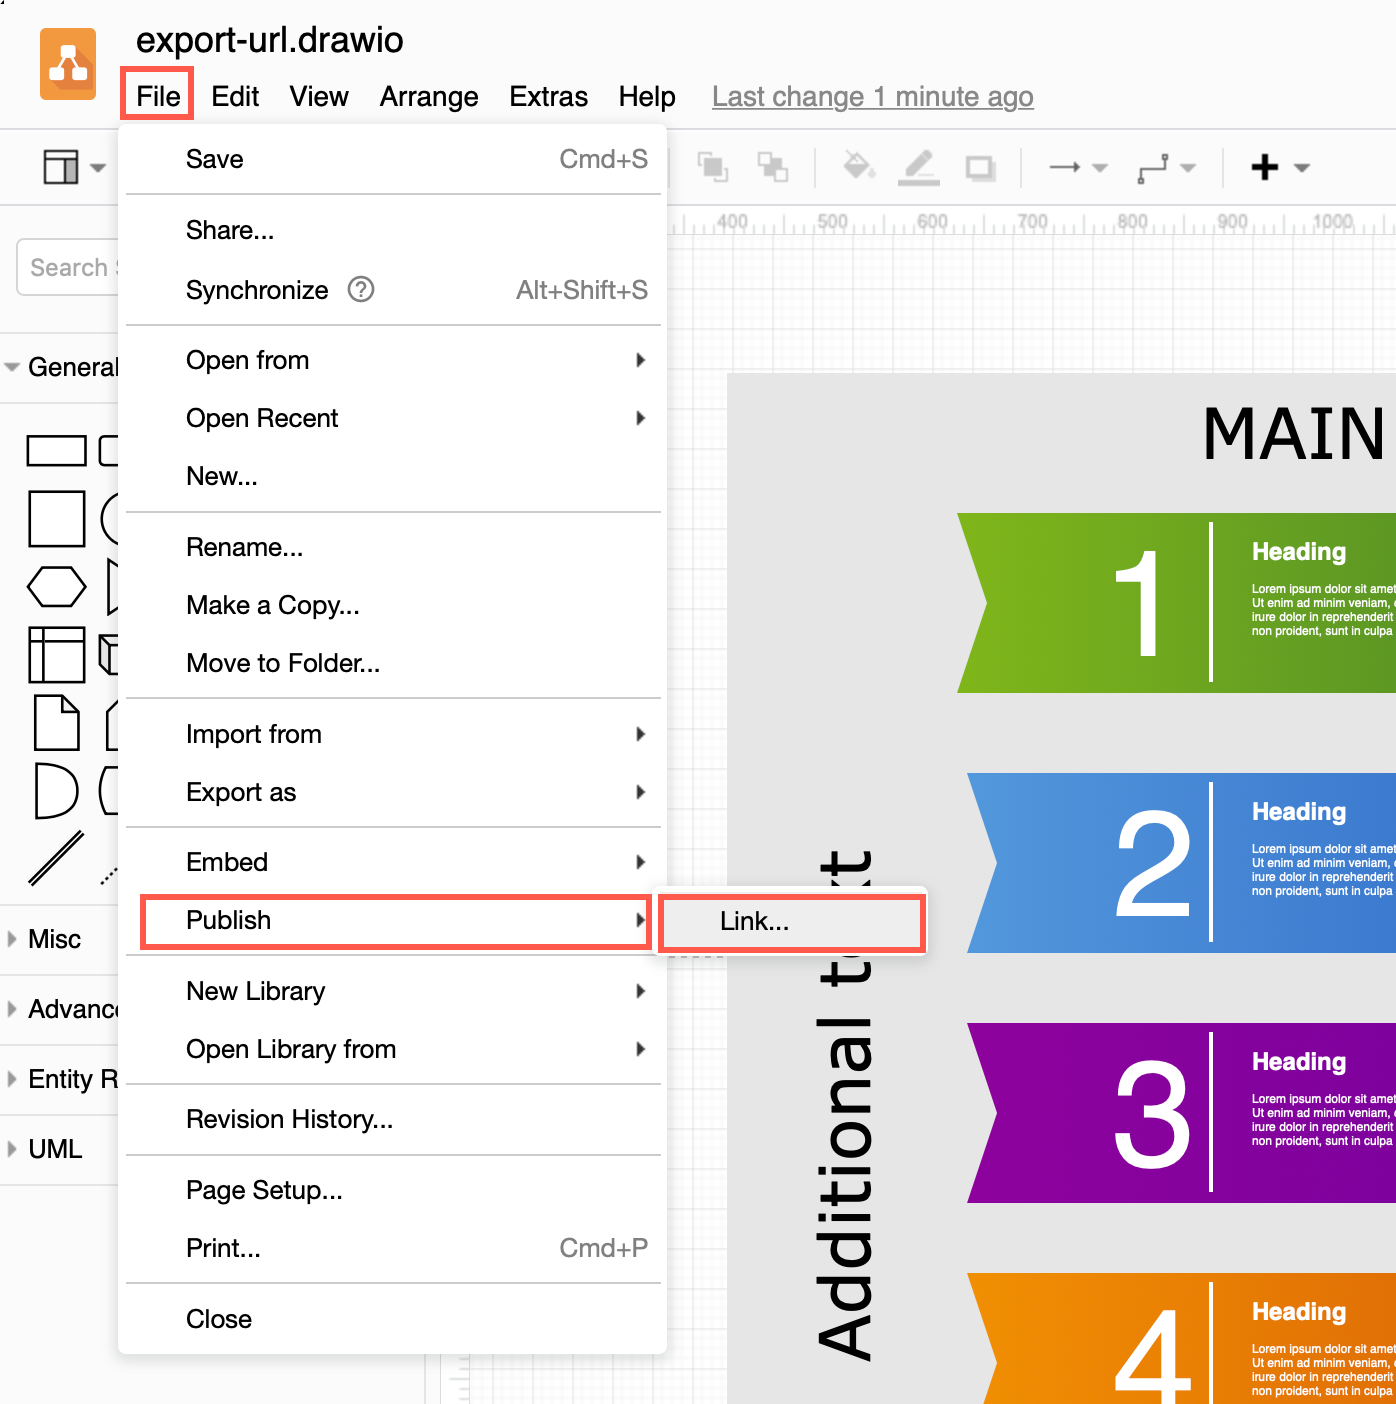 export-url.drawio
File Edit View Arrange Extras Help Last change 1 minute ago
Save Cmd+S
Share...
Synchronize ? Alt+Shift+S
Open from
Open Recent
New...
Rename...
Make a Copy...
Move to Folder...
Import from
Export as
Embed
Publish
Link...
New Library
Open Library from
Revision History...
Page Setup...
Print... Cmd+P
Close
Search
General
Misc
Advance
Entity R
UML
400 500 600 700 800 900 1000
MAIN
Additional t xt
1
Heading
Lorem ipsum dolor sit amet
Ut enim ad minim veniam,
irure dolor in reprehenderit
non proident, sunt in culpa
2
Heading
Lorem ipsum dolor sit amet
Ut enim ad minim veniam,
irure dolor in reprehenderit
non proident, sunt in culpa
3
Heading
Lorem ipsum dolor sit amet
Ut enim ad minim veniam,
irure dolor in reprehenderit
non proident, sunt in culpa
4
Heading
Lorem ipsum dolor sit amet
Ut enim ad minim veniam,
irure dolor in reprehenderit
non proident, sunt in culpa